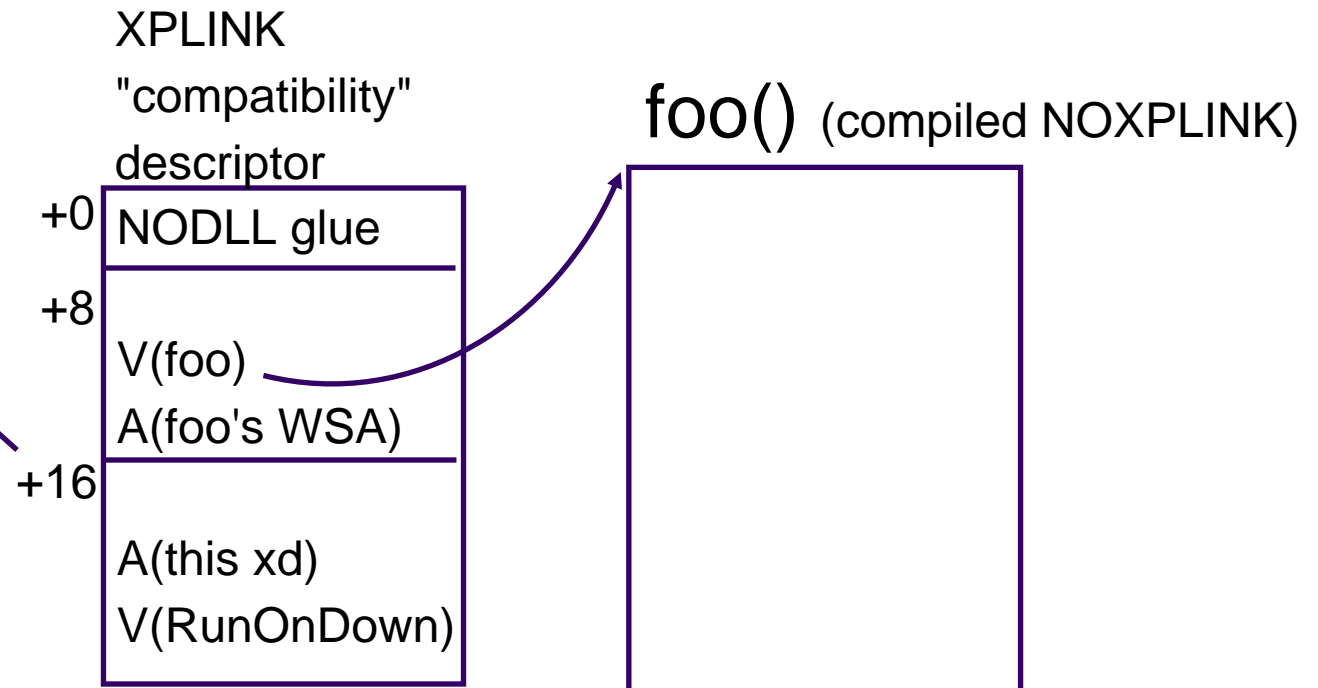 XPLINK
"compatibility"
descriptor
foo() (compiled NOXPLINK)
+0
NODLL glue
+8
V(foo)
A(foo's WSA)
+16
A(this xd)
V(RunOnDown)